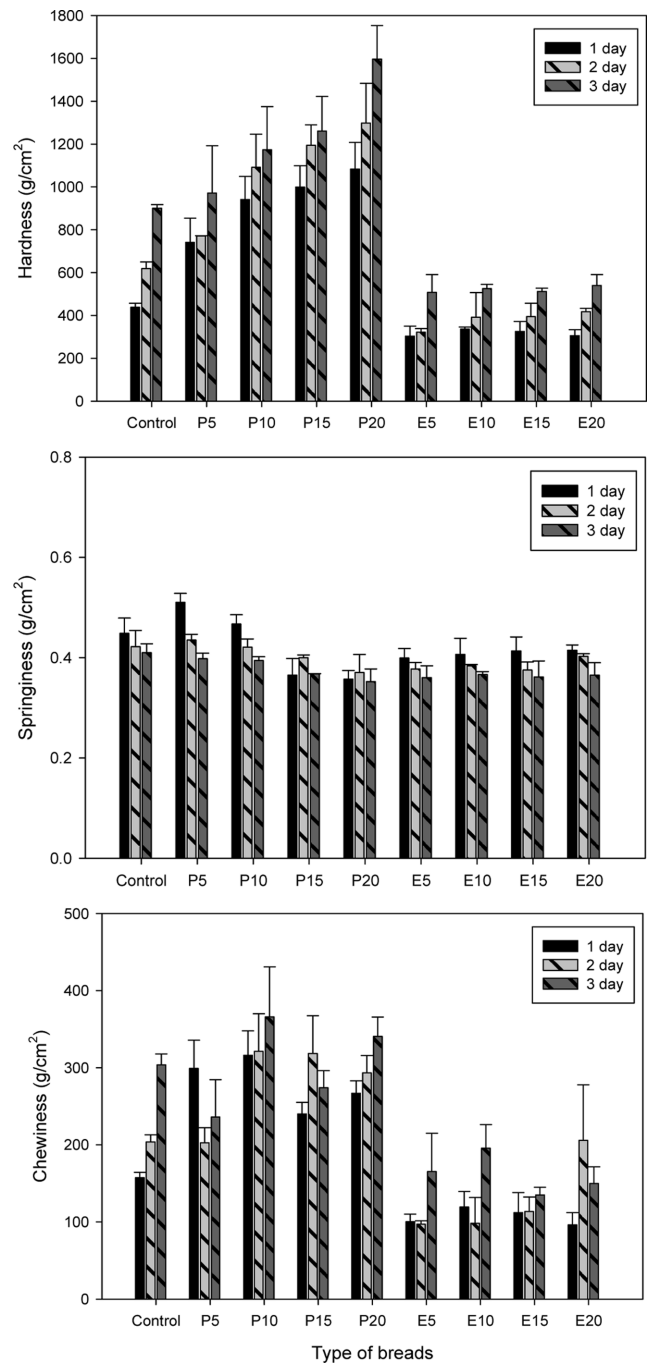 1800
1600
1400
1200
1000
800
600
400
200
0
Hardness (g/cm²)
1 day
2 day
3 day
Control P5 P10 P15 P20 E5 E10 E15 E20
0.8
0.6
0.4
0.2
0.0
Springiness (g/cm²)
1 day
2 day
3 day
Control P5 P10 P15 P20 E5 E10 E15 E20
500
400
300
200
100
0
Chewiness (g/cm²)
1 day
2 day
3 day
Control P5 P10 P15 P20 E5 E10 E15 E20
Type of breads